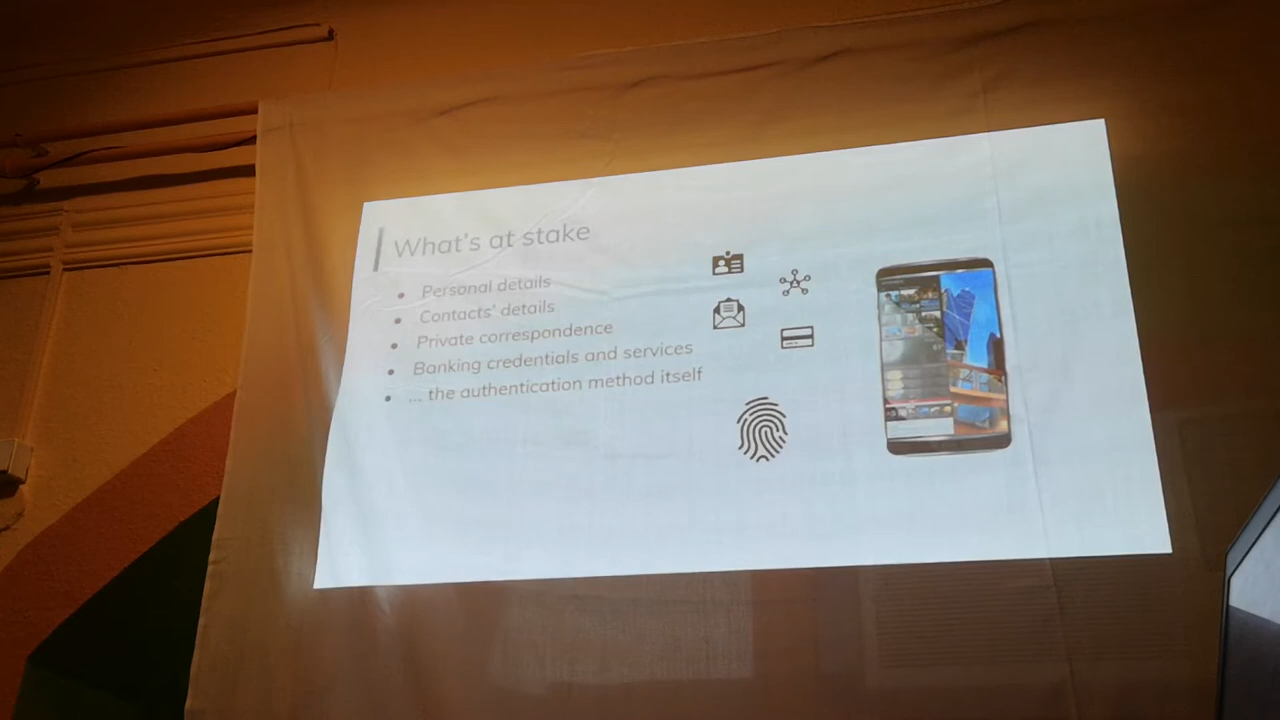 What's at stake
• Personal details
• Contacts' details
• Private correspondence
• Banking credentials and services
• ... the authentication method itself